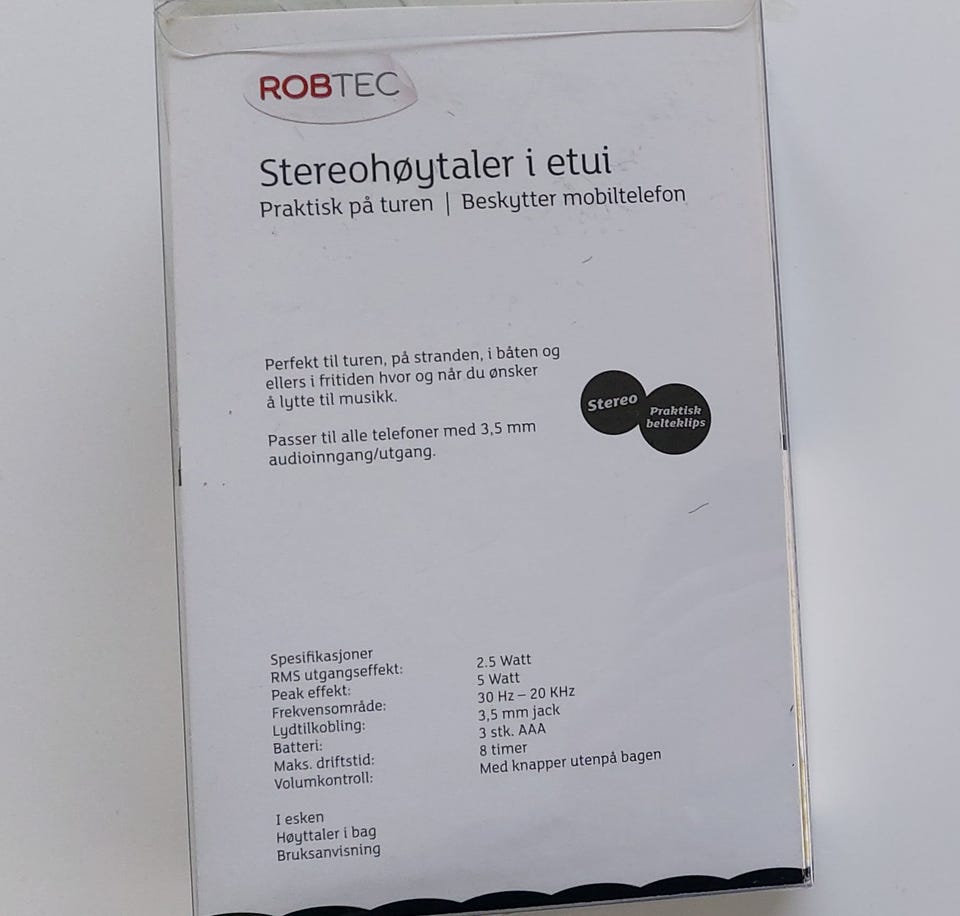 ROBTEC
Stereohøytaler i etui
Praktisk på turen | Beskytter mobiltelefon
Perfekt til turen, på stranden, i båten og
ellers i fritiden hvor og når du ønsker
å lytte til musikk.
Passer til alle telefoner med 3,5 mm
audioinngang/utgang.
Stereo
Praktisk
belteklips
Spesifikasjoner
RMS utgangseffekt: 2.5 Watt
Peak effekt: 5 Watt
Frekvensområde: 30 Hz – 20 KHz
Lydtilkobling: 3,5 mm jack
Batteri: 3 stk. AAA
Maks. driftstid: 8 timer
Volumkontroll: Med knapper utenpå bagen
I esken
Høyttaler i bag
Bruksanvisning